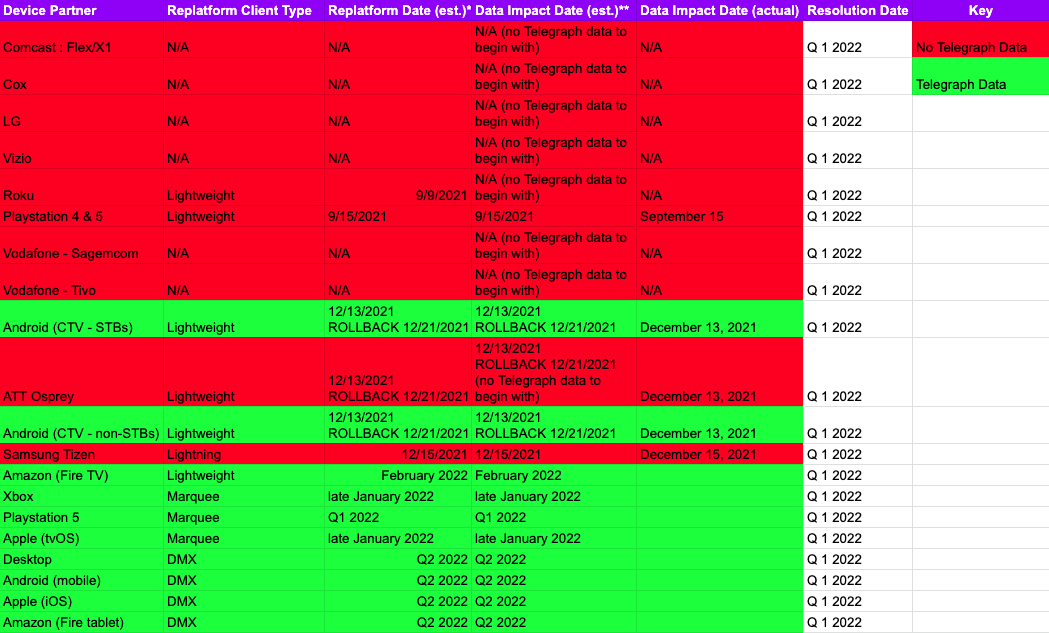 Device Partner Replatform Client Type Replatform Date (est.)* Data Impact Date (est.)** Data Impact Date (actual) Resolution Date Key
Comcast : Flex/X1 N/A N/A N/A (no Telegraph data to begin with) N/A Q 1 2022 No Telegraph Data
Cox N/A N/A N/A (no Telegraph data to begin with) N/A Q 1 2022 Telegraph Data
LG N/A N/A N/A (no Telegraph data to begin with) N/A Q 1 2022
Vizio N/A N/A N/A (no Telegraph data to begin with) N/A Q 1 2022
Roku Lightweight 9/9/2021 N/A (no Telegraph data to begin with) N/A Q 1 2022
Playstation 4 & 5 Lightweight 9/15/2021 9/15/2021 September 15 Q 1 2022
Vodafone - Sagemcom N/A N/A N/A (no Telegraph data to begin with) N/A Q 1 2022
Vodafone - Tivo N/A N/A N/A (no Telegraph data to begin with) N/A Q 1 2022
Android (CTV - STBs) Lightweight 12/13/2021 ROLLBACK 12/21/2021 12/13/2021 ROLLBACK 12/21/2021 December 13, 2021 Q 1 2022
ATT Osprey Lightweight 12/13/2021 ROLLBACK 12/21/2021 12/13/2021 ROLLBACK 12/21/2021 (no Telegraph data to begin with) December 13, 2021 Q 1 2022
Android (CTV - non-STBs) Lightweight 12/13/2021 ROLLBACK 12/21/2021 12/13/2021 ROLLBACK 12/21/2021 December 13, 2021 Q 1 2022
Samsung Tizen Lightning 12/15/2021 12/15/2021 December 15, 2021 Q 1 2022
Amazon (Fire TV) Lightweight February 2022 February 2022 Q 1 2022
Xbox Marquee late January 2022 late January 2022 Q 1 2022
Playstation 5 Marquee Q1 2022 Q1 2022 Q 1 2022
Apple (tvOS) Marquee late January 2022 late January 2022 Q 1 2022
Desktop DMX Q2 2022 Q2 2022 Q 1 2022
Android (mobile) DMX Q2 2022 Q2 2022 Q 1 2022
Apple (iOS) DMX Q2 2022 Q2 2022 Q 1 2022
Amazon (Fire tablet) DMX Q2 2022 Q2 2022 Q 1 2022